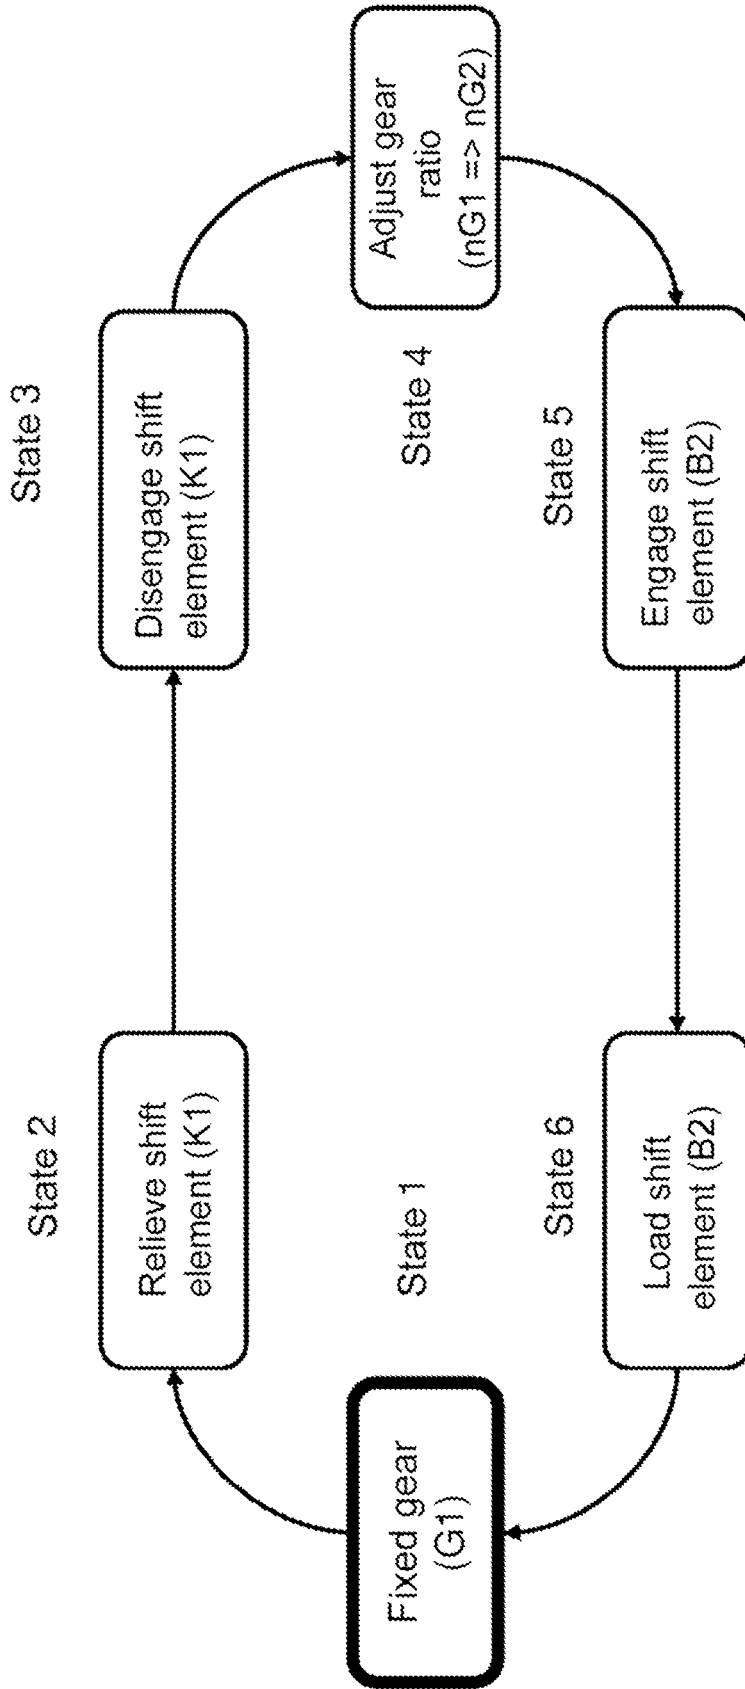 State 1
Fixed gear
(G1)
State 2
Relieve shift
element (K1)
State 3
Disengage shift
element (K1)
State 4
Adjust gear
ratio
(nG1 => nG2)
State 5
Engage shift
element (B2)
State 6
Load shift
element (B2)